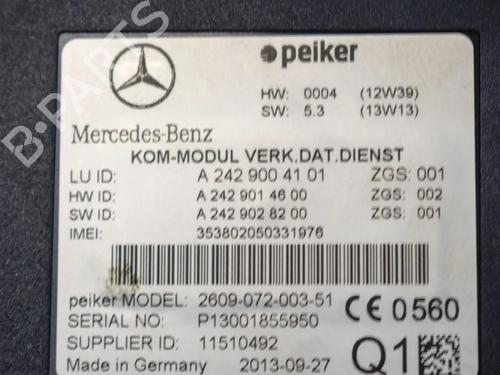 peiker
HW: 0004 (12W39)
SW: 5.3 (13W13)
Mercedes-Benz
KOM-MODUL VERK.DAT.DIENST
LU ID: A 242 900 41 01 ZGS: 001
HW ID: A 242 901 46 00 ZGS: 002
SW ID: A 242 902 82 00 ZGS: 001
IMEI: 353802050331976
peiker MODEL: 2609-072-003-51
CE 0560
SERIAL NO: P13001855950
SUPPLIER ID: 11510492
Made in Germany 2013-09-27
Q1
B-PARTS